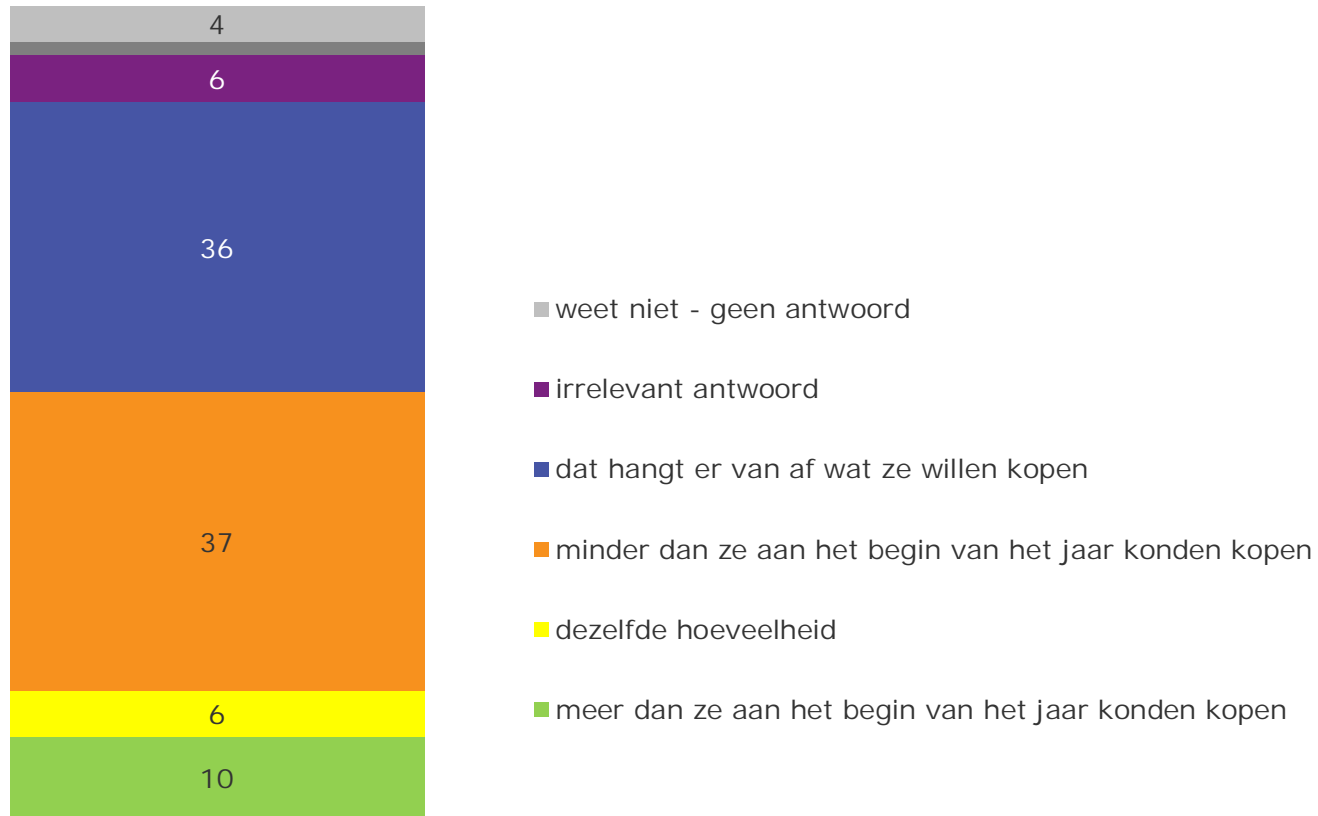 4
6
36
37
6
10
weet niet - geen antwoord
irrelevant antwoord
dat hangt er van af wat ze willen kopen
minder dan ze aan het begin van het jaar konden kopen
dezelfde hoeveelheid
meer dan ze aan het begin van het jaar konden kopen